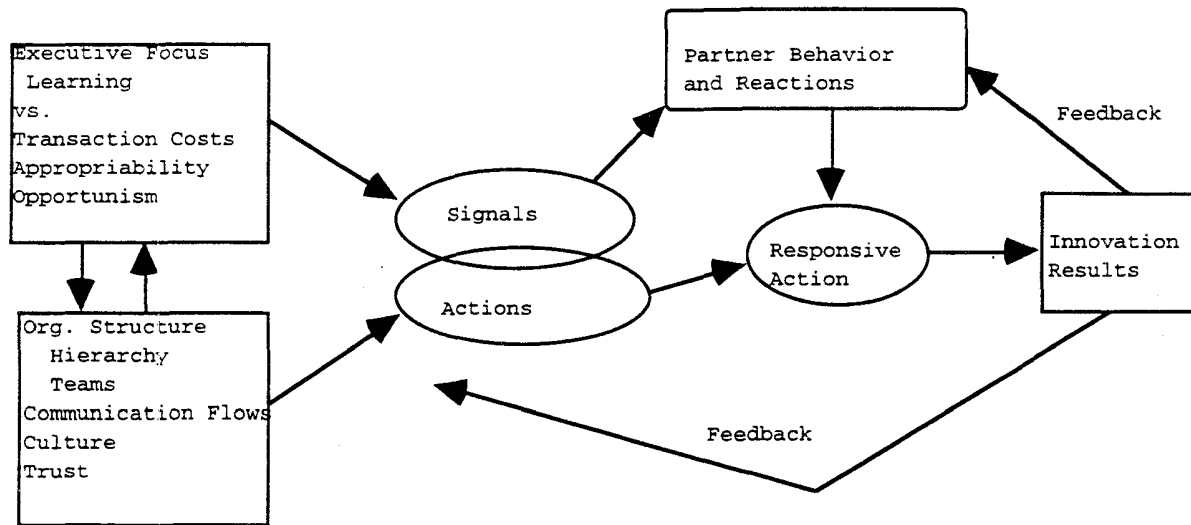 Executive Focus
Learning
vs.
Transaction Costs
Appropriability
Opportunism
Org. Structure
Hierarchy
Teams
Communication Flows
Culture
Trust
Signals
Actions
Partner Behavior
and Reactions
Responsive
Action
Feedback
Innovation
Results
Feedback